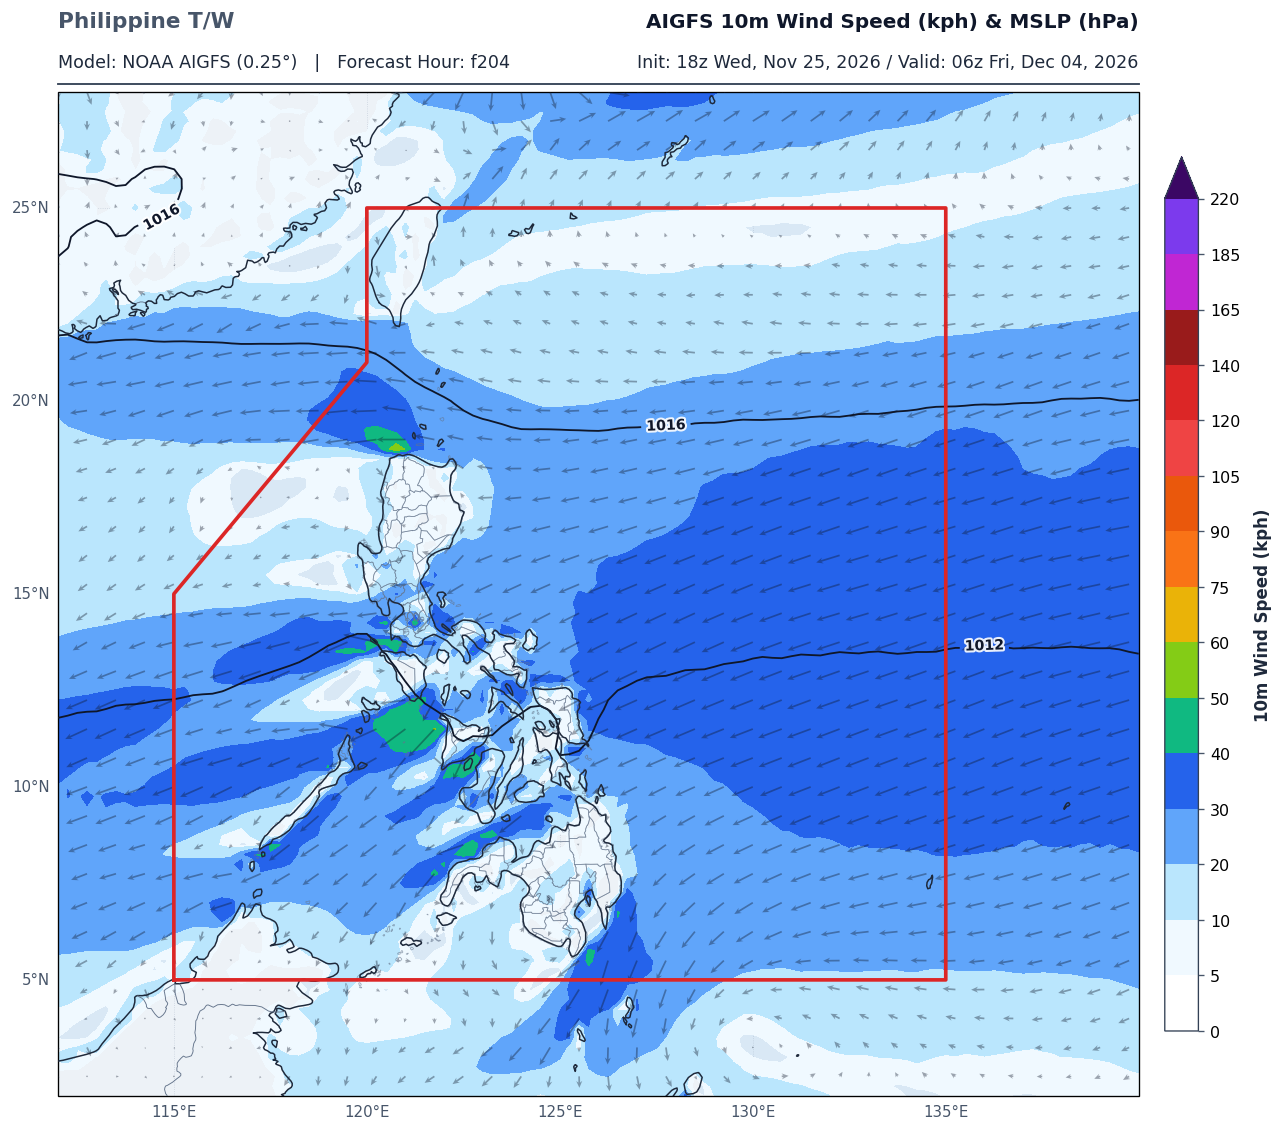 Philippine T/W
AIGFS 10m Wind Speed (kph) & MSLP (hPa)
Model: NOAA AIGFS (0.25°) | Forecast Hour: f204
Init: 18z Wed, Nov 25, 2026 / Valid: 06z Fri, Dec 04, 2026
1016
1016
1012
25°N
20°N
15°N
10°N
5°N
115°E
120°E
125°E
130°E
135°E
220
185
165
140
120
105
90
75
60
50
40
30
20
10
5
0
10m Wind Speed (kph)